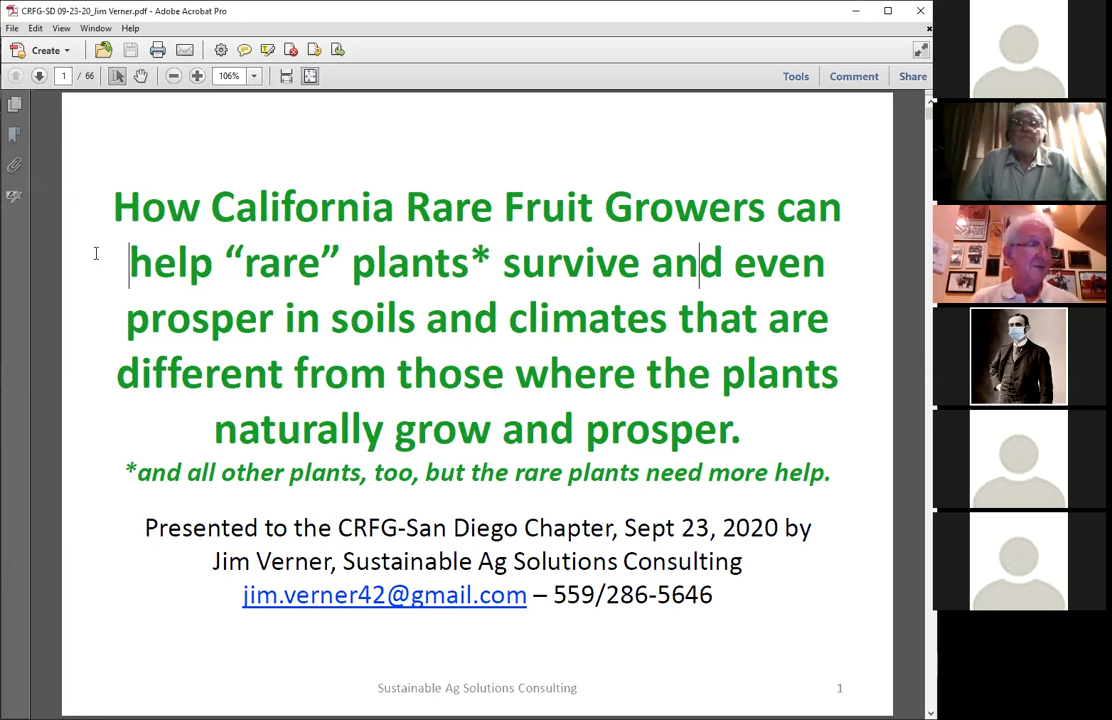 CRFG-SD 09-23-20_Jim Verner.pdf - Adobe Acrobat Pro
File Edit View Window Help
Create
1 / 66 106% Tools Comment Share
How California Rare Fruit Growers can
help “rare” plants* survive and even
prosper in soils and climates that are
different from those where the plants
naturally grow and prosper.
*and all other plants, too, but the rare plants need more help.
Presented to the CRFG-San Diego Chapter, Sept 23, 2020 by
Jim Verner, Sustainable Ag Solutions Consulting
jim.verner42@gmail.com – 559/286-5646
Sustainable Ag Solutions Consulting 1